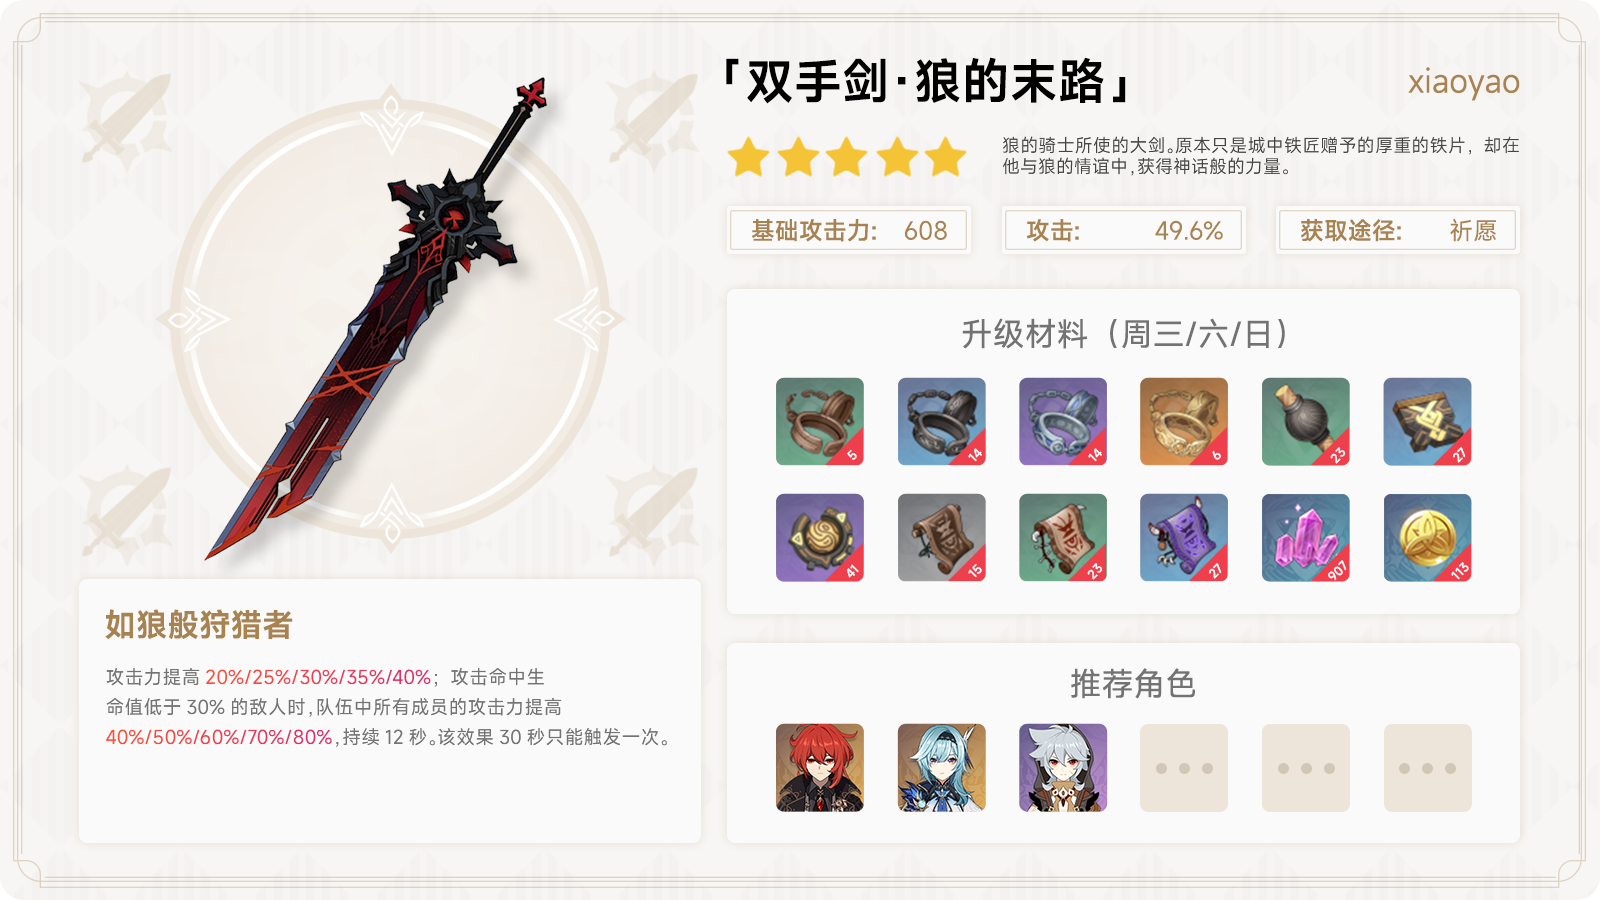 「双手剑·狼的末路」
xiaoyao
狼的骑士所使的大剑。原本只是城中铁匠赠予的厚重的铁片，却在
他与狼的情谊中,获得神话般的力量。
基础攻击力: 608
攻击: 49.6%
获取途径: 祈愿
升级材料（周三/六/日）
5 14 14 6 23 27
41 15 23 27 907 113
推荐角色
如狼般狩猎者
攻击力提高 20%/25%/30%/35%/40%；攻击命中生
命值低于 30% 的敌人时,队伍中所有成员的攻击力提高
40%/50%/60%/70%/80%,持续 12 秒。该效果 30 秒只能触发一次。